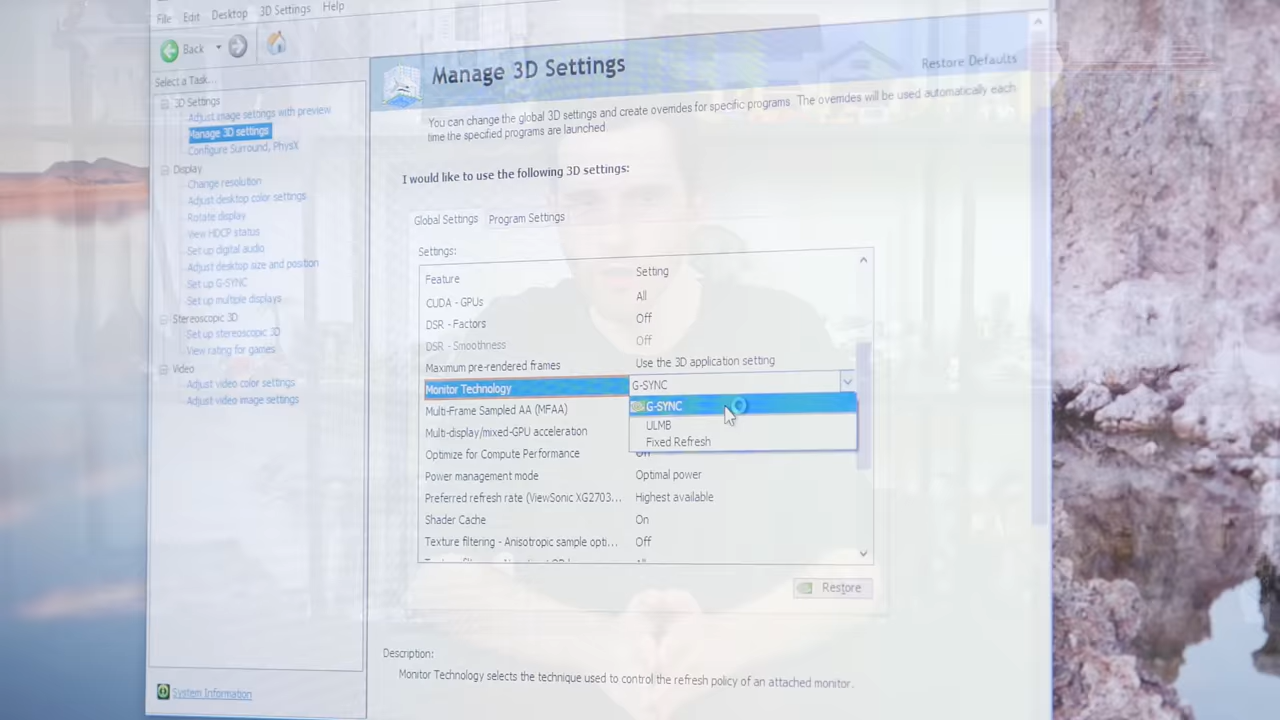 File Edit Desktop 3D Settings Help
Back
Select a Task...
3D Settings
Adjust image settings with preview
Manage 3D settings
Configure Surround, PhysX
Display
Change resolution
Adjust desktop color settings
Rotate display
View HDCP status
Set up digital audio
Adjust desktop size and position
Set up G-SYNC
Set up multiple displays
Stereoscopic 3D
Set up stereoscopic 3D
View rating for games
Video
Adjust video color settings
Adjust video image settings
System Information
Manage 3D Settings
Restore Defaults
You can change the global 3D settings and create overrides for specific programs. The overrides will be used automatically each
time the specified programs are launched.
I would like to use the following 3D settings:
Global Settings Program Settings
Settings:
Feature Setting
CUDA - GPUs All
DSR - Factors Off
DSR - Smoothness Off
Maximum pre-rendered frames Use the 3D application setting
Monitor Technology G-SYNC
G-SYNC
Multi-Frame Sampled AA (MFAA)
ULMB
Multi-display/mixed-GPU acceleration
Fixed Refresh
Optimize for Compute Performance Off
Power management mode Optimal power
Preferred refresh rate (ViewSonic XG2703... Highest available
Shader Cache On
Texture filtering - Anisotropic sample opti... Off
Restore
Description:
Monitor Technology selects the technique used to control the refresh policy of an attached monitor.